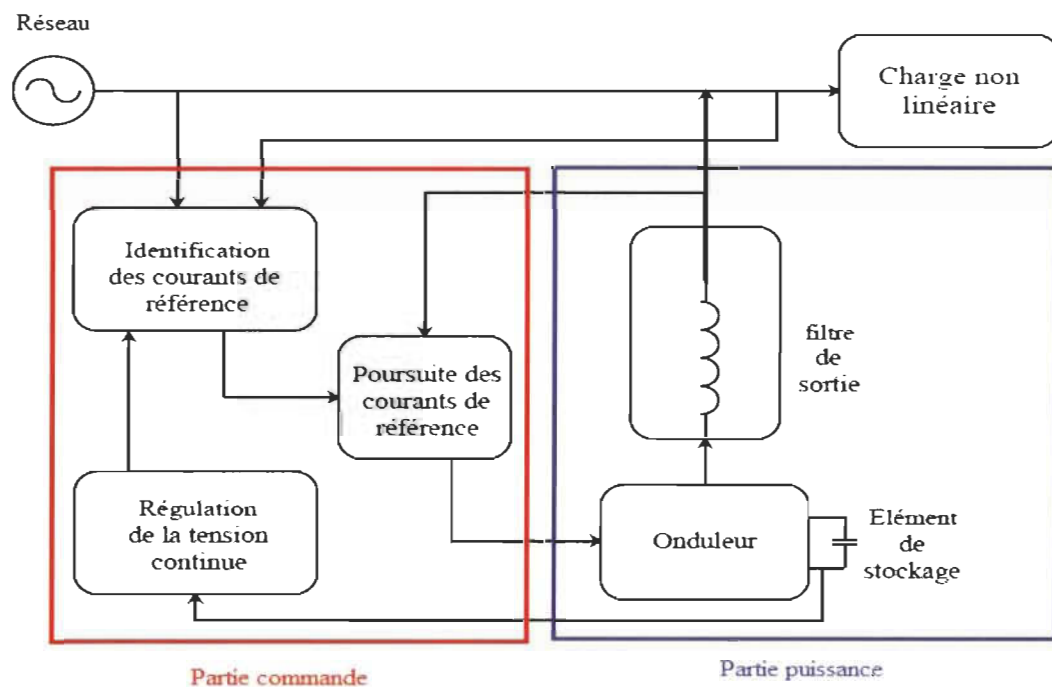 Réseau
Charge non
linéaire
Identification
des courants de
référence
Poursuite des
courants de
référence
filtre
de
sortie
Régulation
de la tension
continue
Onduleur
Elément
de
stockage
Partie commande
Partie puissance